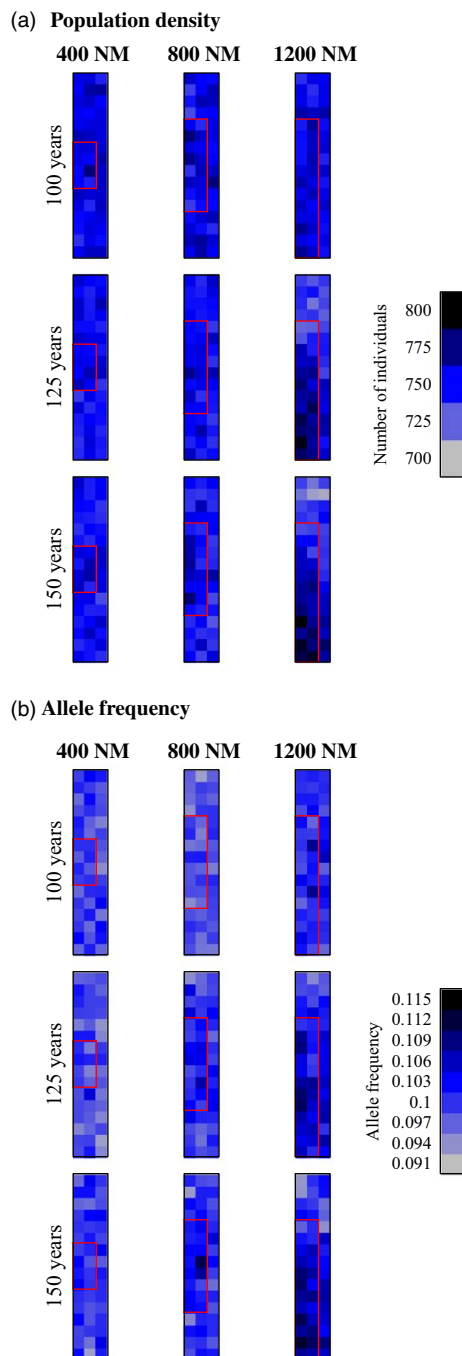 (a) Population density
400 NM 800 NM 1200 NM
100 years
125 years
150 years
Number of individuals
800
775
750
725
700
(b) Allele frequency
400 NM 800 NM 1200 NM
100 years
125 years
150 years
Allele frequency
0.115
0.112
0.109
0.106
0.103
0.1
0.097
0.094
0.091